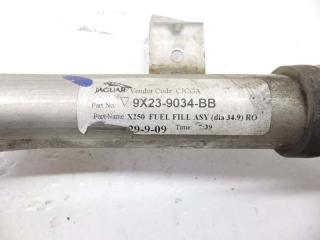 JAGUAR Vendor Code CJCGA
Part No. ▽ 9X23-9034-BB
Part Name X250 FUEL FILL ASY (dia 34.9) RO
29-9-09 Time 7:39